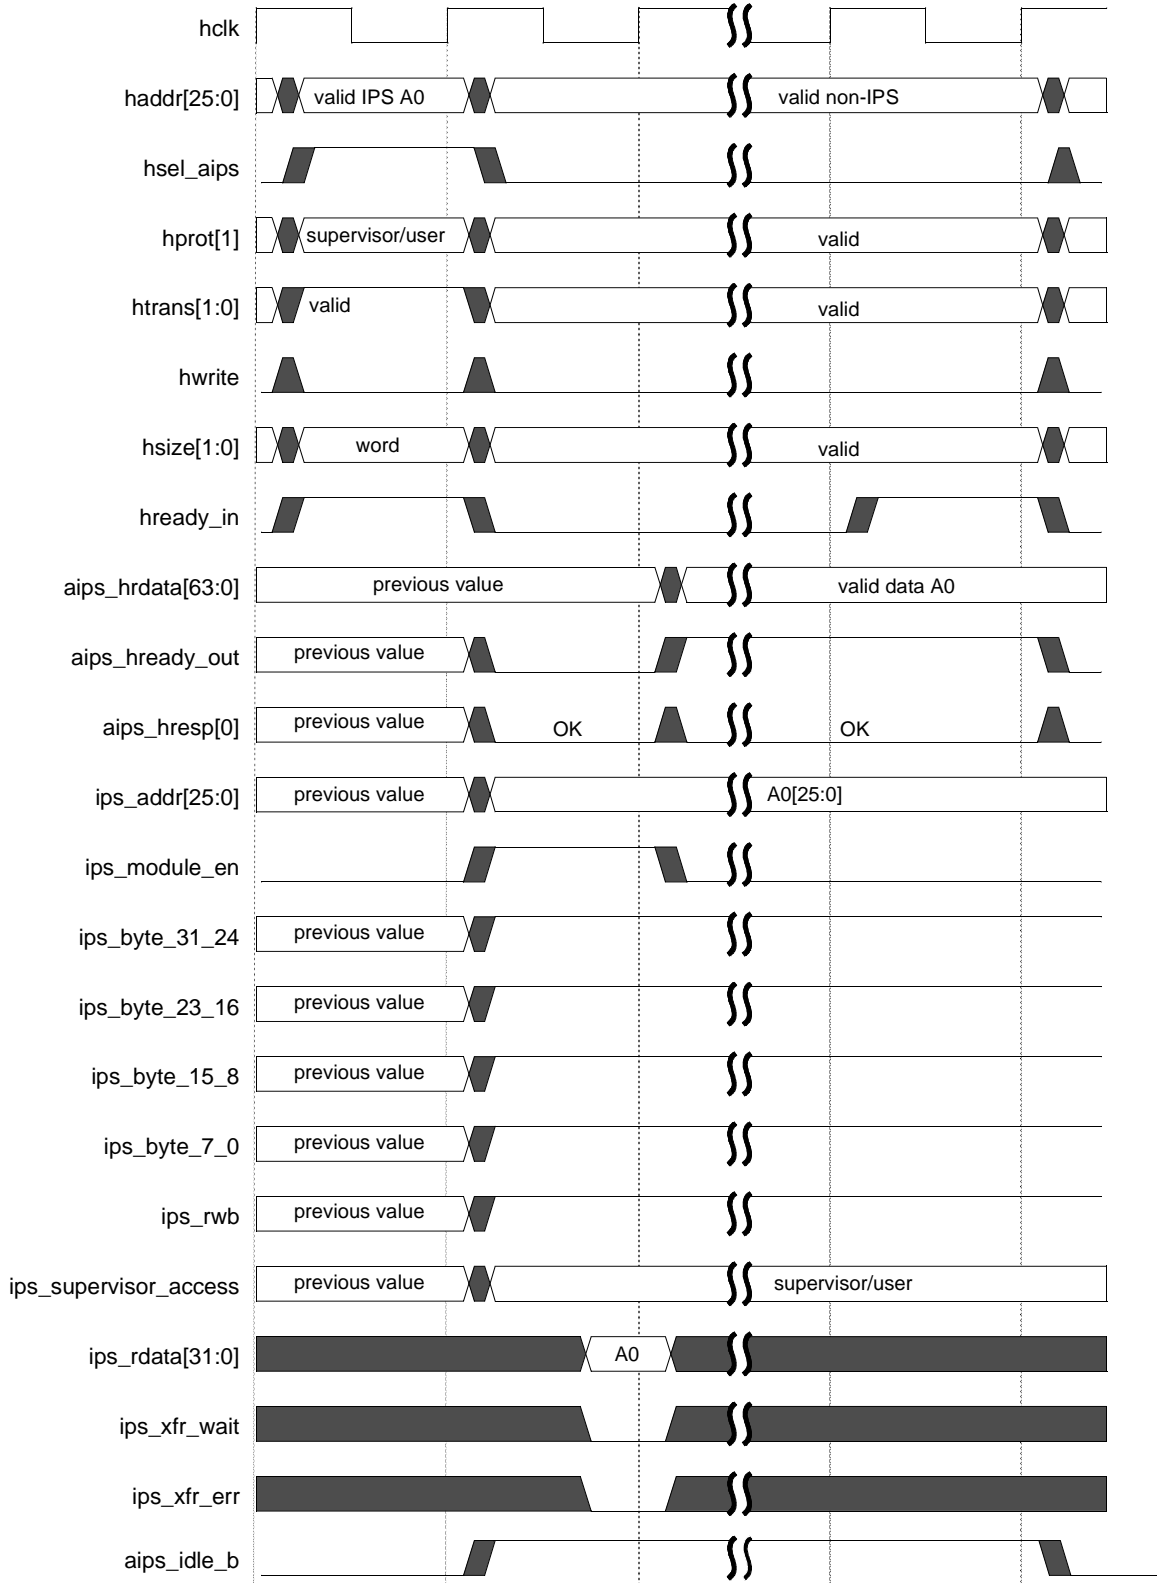 hclk
haddr[25:0] valid IPS A0 valid non-IPS
hsel_aips
hprot[1] supervisor/user valid
htrans[1:0] valid valid
hwrite
hsize[1:0] word valid
hready_in
aips_hrdata[63:0] previous value valid data A0
aips_hready_out previous value
aips_hresp[0] previous value OK OK
ips_addr[25:0] previous value A0[25:0]
ips_module_en
ips_byte_31_24 previous value
ips_byte_23_16 previous value
ips_byte_15_8 previous value
ips_byte_7_0 previous value
ips_rwb previous value
ips_supervisor_access previous value supervisor/user
ips_rdata[31:0] A0
ips_xfr_wait
ips_xfr_err
aips_idle_b